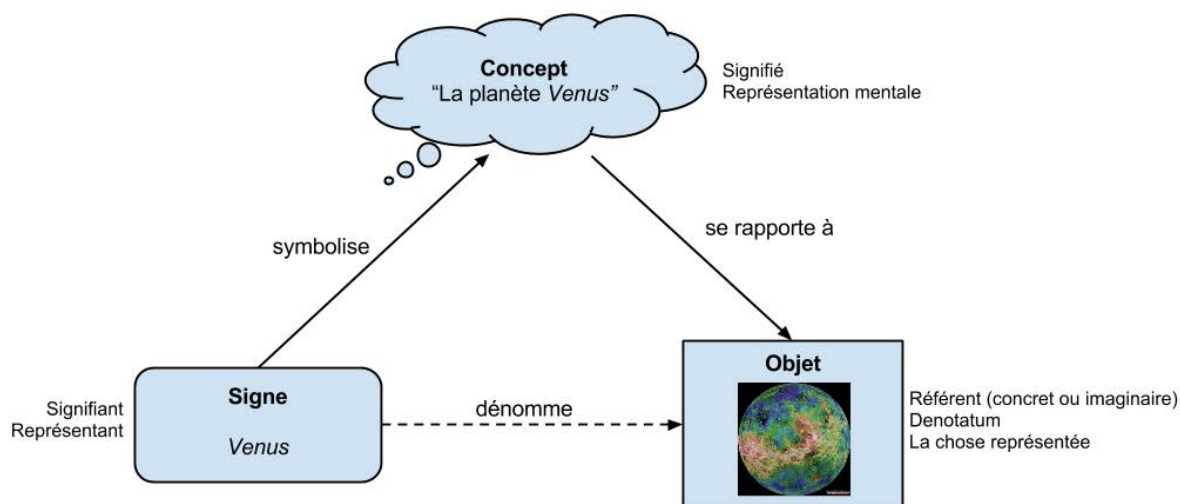 Concept
“La planète Venus”
Signifié
Représentation mentale
symbolise
se rapporte à
Signe
Venus
Signifiant
Représentant
dénomme
Objet
Référent (concret ou imaginaire)
Denotatum
La chose représentée